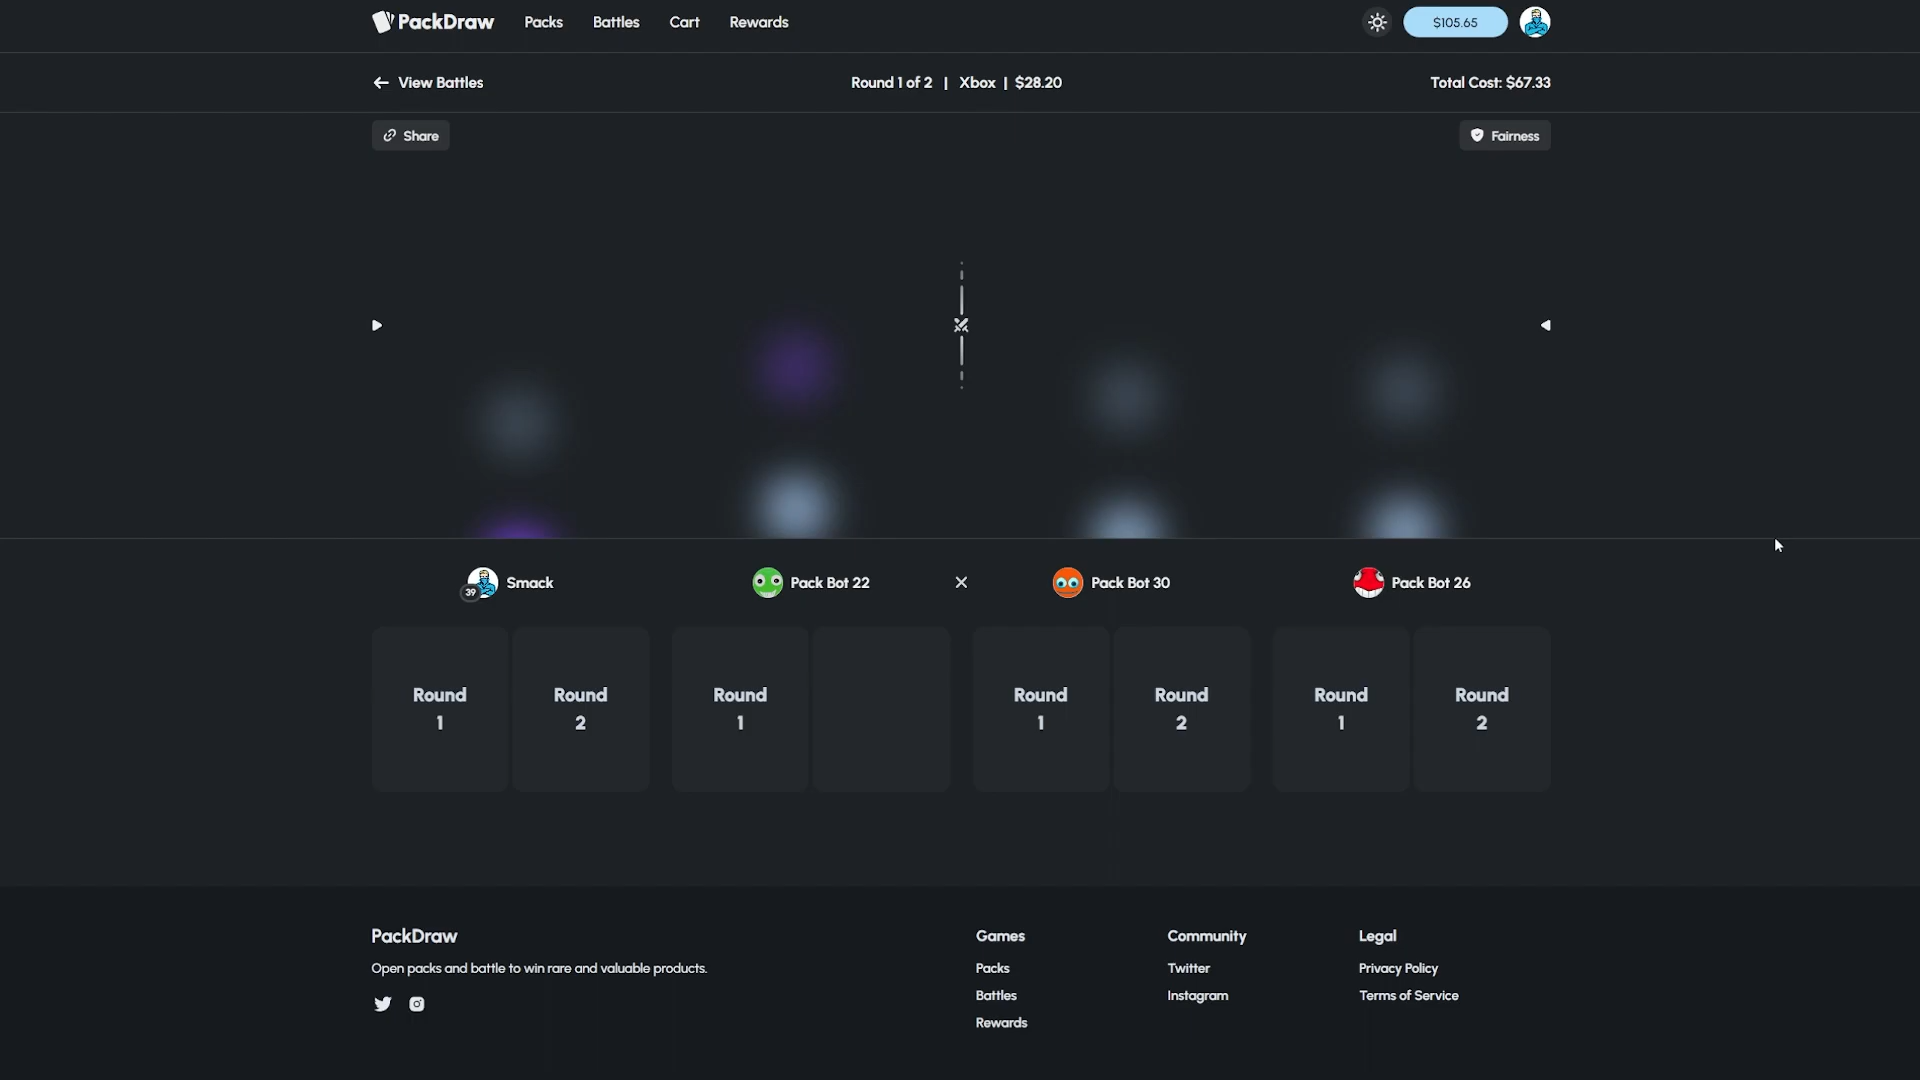 PackDraw
Packs
Battles
Cart
Rewards
$105.65
View Battles
Round 1 of 2 | Xbox | $28.20
Total Cost: $67.33
Share
Fairness
39
Smack
Pack Bot 22
Pack Bot 30
Pack Bot 26
Round
1
Round
2
Round
1
Round
1
Round
2
Round
1
Round
2
PackDraw
Open packs and battle to win rare and valuable products.
Games
Packs
Battles
Rewards
Community
Twitter
Instagram
Legal
Privacy Policy
Terms of Service